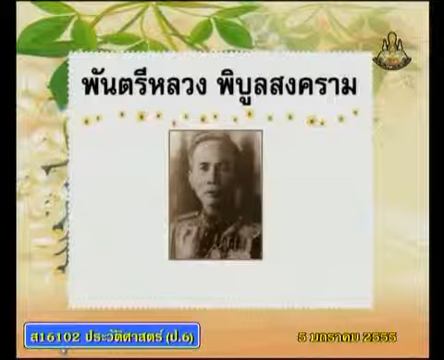 พันตรีหลวง พิบูลสงคราม
ส16102 ประวัติศาสตร์ (ป.6)
5 มกราคม 2555